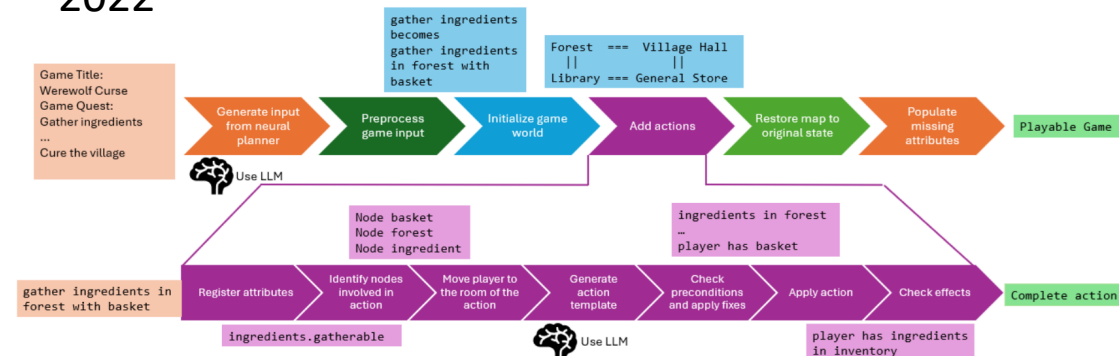 2022
gather ingredients
becomes
gather ingredients
in forest with
basket
Forest === Village Hall
|| ||
Library === General Store
Game Title:
Werewolf Curse
Game Quest:
Gather ingredients
...
Cure the village
Generate input
from neural
planner
Preprocess
game input
Initialize game
world
Add actions
Restore map to
original state
Populate
missing
attributes
Playable Game
Use LLM
Node basket
Node forest
Node ingredient
ingredients in forest
…
player has basket
gather ingredients in
forest with basket
Register attributes
Identify nodes
involved in
action
Move player to
the room of the
action
Generate
action
template
Check
preconditions
and apply fixes
Apply action
Check effects
Complete action
ingredients.gatherable
Use LLM
player has ingredients
in inventory